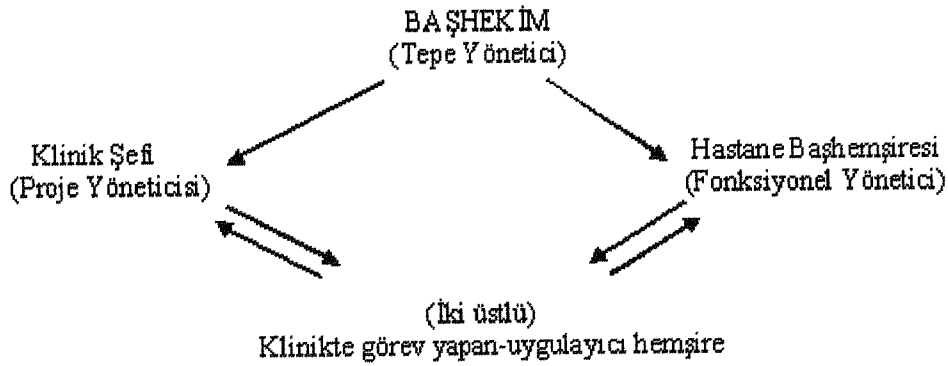 BAŞHEKİM
(Tepe Yönetici)
Klinik Şefi
(Proje Yöneticisi)
Hastane Başhemşiresi
(Fonksiyonel Yönetici)
(İki üstlü)
Klinikte görev yapan-uygulayıcı hemşire